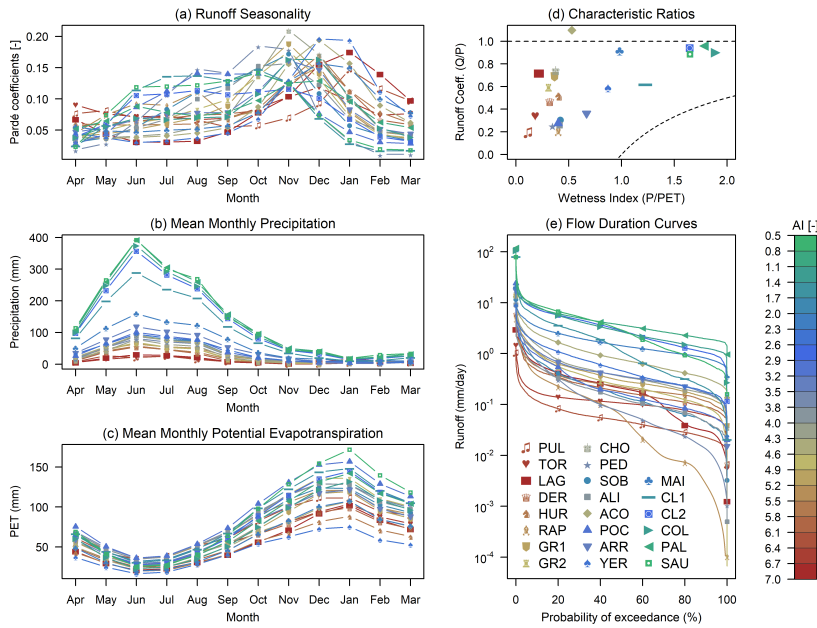 (a) Runoff Seasonality
Pardé coefficients [-]
0.20
0.15
0.10
0.05
Apr May Jun Jul Aug Sep Oct Nov Dec Jan Feb Mar
Month
(b) Mean Monthly Precipitation
Precipitation (mm)
400
300
200
100
0
Apr May Jun Jul Aug Sep Oct Nov Dec Jan Feb Mar
Month
(c) Mean Monthly Potential Evapotranspiration
PET (mm)
150
100
50
Apr May Jun Jul Aug Sep Oct Nov Dec Jan Feb Mar
Month
(d) Characteristic Ratios
Runoff Coeff. (Q/P)
1.0
0.8
0.6
0.4
0.2
0.0
0.0 0.5 1.0 1.5 2.0
Wetness Index (P/PET)
(e) Flow Duration Curves
Runoff (mm/day)
10^2
10^1
10^0
10^-1
10^-2
10^-3
10^-4
PUL CHO
TOR PED
LAG SOB MAI
DER ALI CL1
HUR ACO CL2
RAP POC COL
GR1 ARR PAL
GR2 YER SAU
0 20 40 60 80 100
Probability of exceedance (%)
AI [-]
0.5
0.8
1.1
1.4
1.7
2.0
2.3
2.6
2.9
3.2
3.5
3.8
4.0
4.3
4.6
4.9
5.2
5.5
5.8
6.1
6.4
6.7
7.0